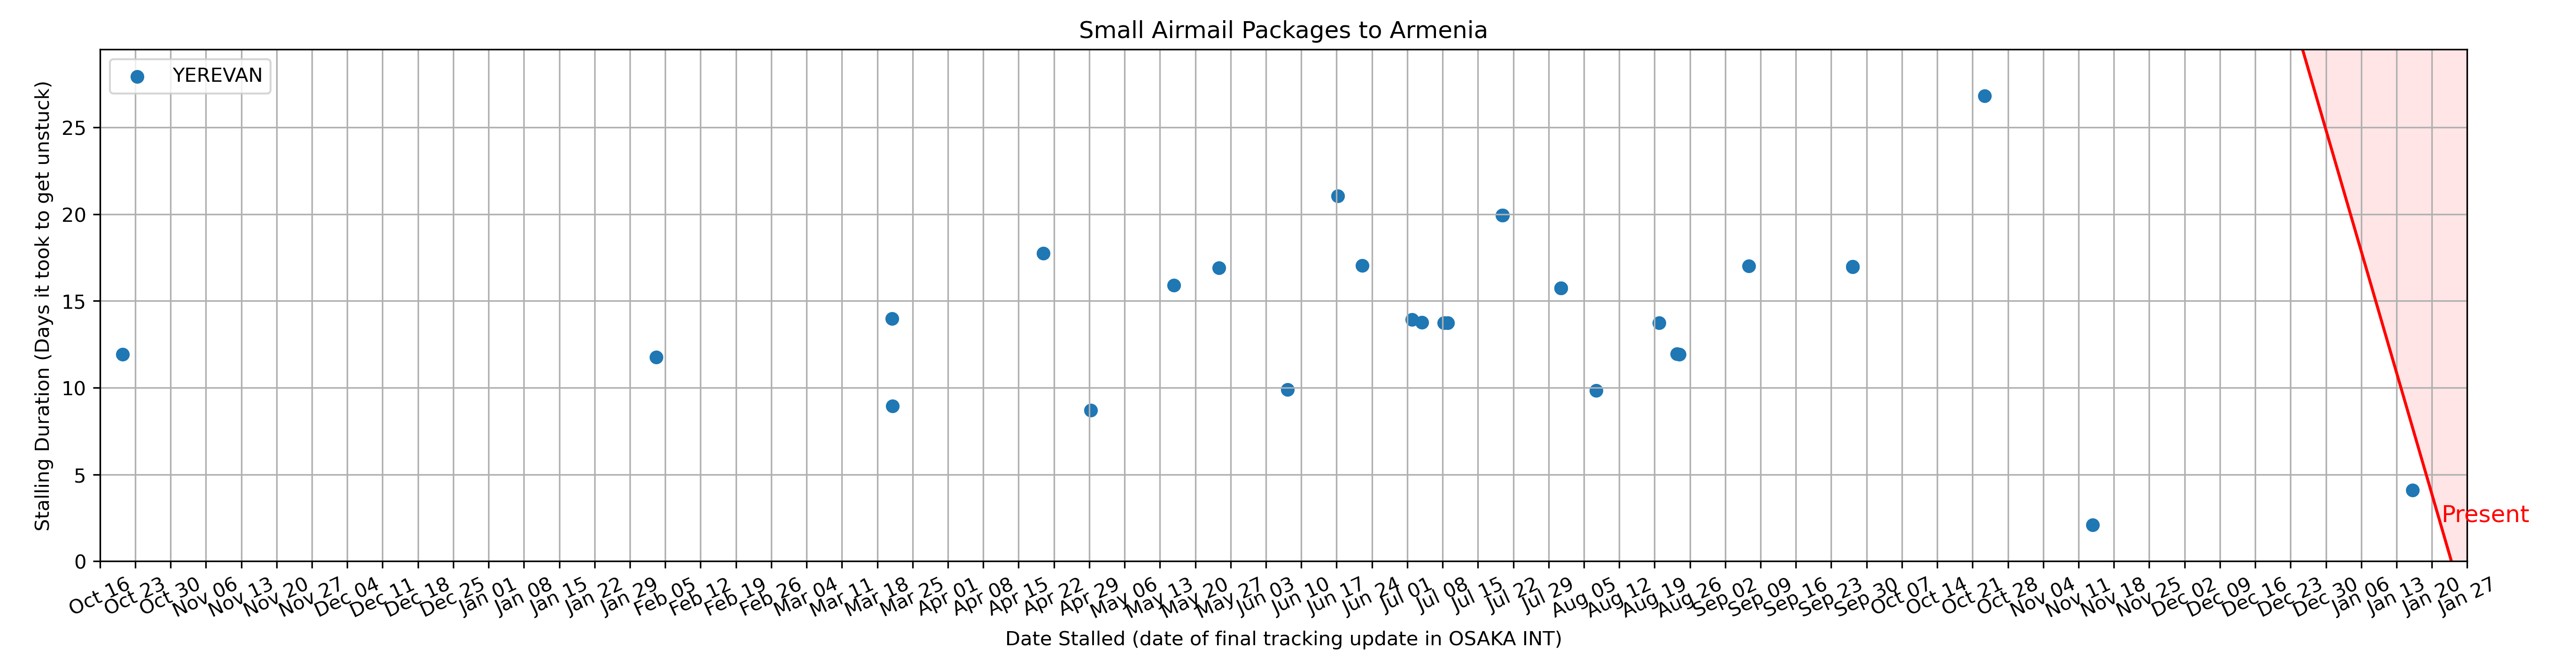 Small Airmail Packages to Armenia
YEREVAN
Stalling Duration (Days it took to get unstuck)
25
20
15
10
5
0
Present
Oct 16
Oct 23
Oct 30
Nov 06
Nov 13
Nov 20
Nov 27
Dec 04
Dec 11
Dec 18
Dec 25
Jan 01
Jan 08
Jan 15
Jan 22
Jan 29
Feb 05
Feb 12
Feb 19
Feb 26
Mar 04
Mar 11
Mar 18
Mar 25
Apr 01
Apr 08
Apr 15
Apr 22
Apr 29
May 06
May 13
May 20
May 27
Jun 03
Jun 10
Jun 17
Jun 24
Jul 01
Jul 08
Jul 15
Jul 22
Jul 29
Aug 05
Aug 12
Aug 19
Aug 26
Sep 02
Sep 09
Sep 16
Sep 23
Sep 30
Oct 07
Oct 14
Oct 21
Oct 28
Nov 04
Nov 11
Nov 18
Nov 25
Dec 02
Dec 09
Dec 16
Dec 23
Dec 30
Jan 06
Jan 13
Jan 20
Jan 27
Date Stalled (date of final tracking update in OSAKA INT)